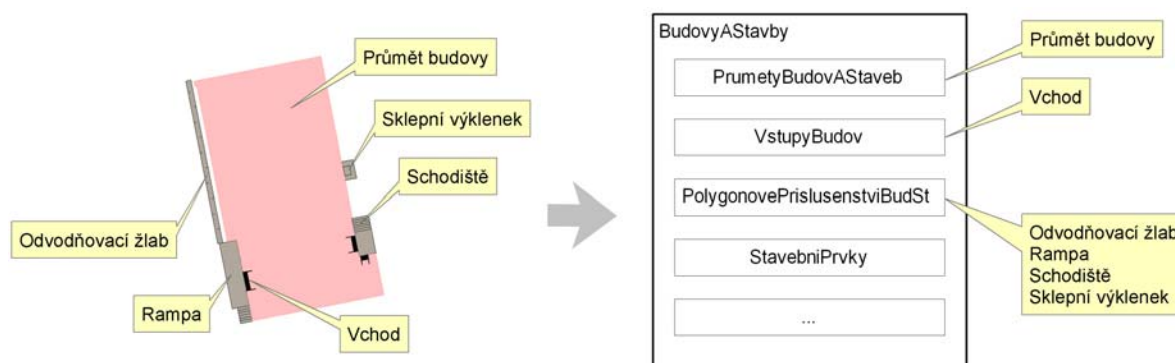 Průmět budovy
Sklepní výklenek
Schodiště
Odvodňovací žlab
Rampa
Vchod
BudovyAStavby
PrumetyBudovAStaveb
VstupyBudov
PolygonovePrislusenstviBudSt
StavebniPrvky
...
Průmět budovy
Vchod
Odvodňovací žlab
Rampa
Schodiště
Sklepní výklenek